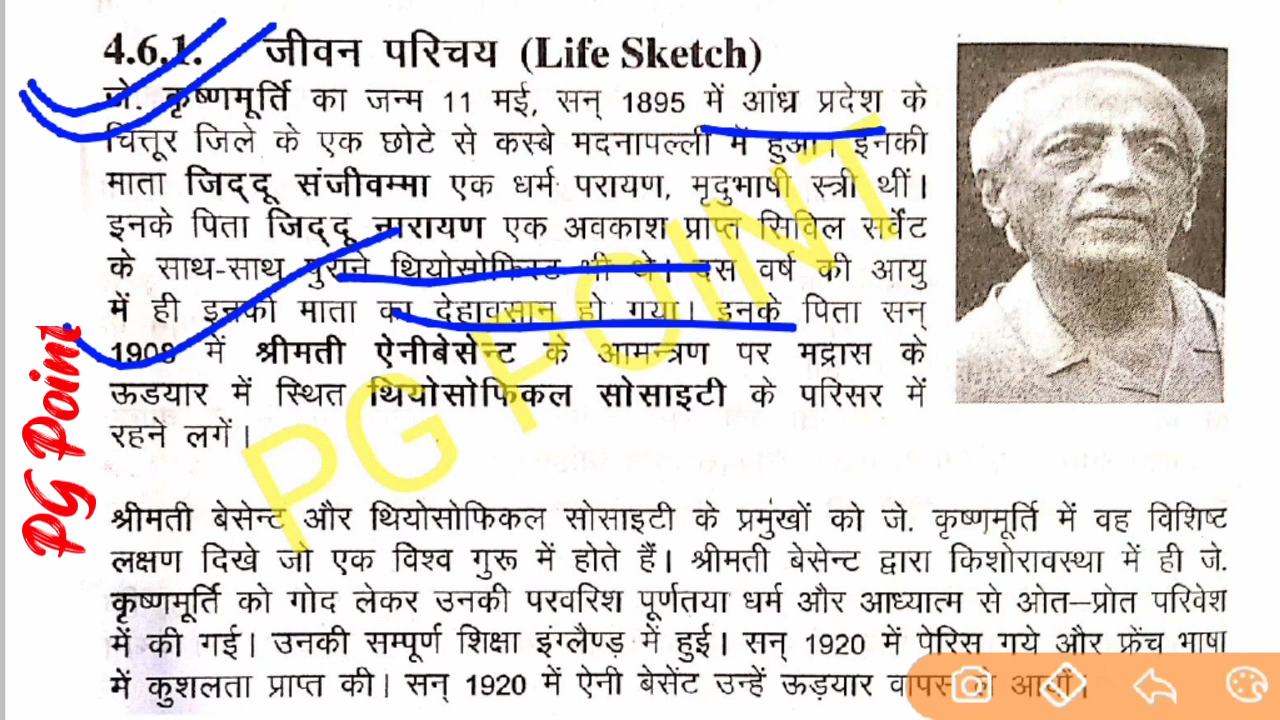 4.6.1. जीवन परिचय (Life Sketch)
जे. कृष्णमूर्ति का जन्म 11 मई, सन् 1895 में आंध्र प्रदेश के
चित्तूर जिले के एक छोटे से कस्बे मदनापल्ली में हुआ। इनकी
माता जिद्दू संजीवम्मा एक धर्म परायण, मृदुभाषी स्त्री थीं।
इनके पिता जिद्दू नारायण एक अवकाश प्राप्त सिविल सर्वेंट
के साथ-साथ पुराने थियोसोफिस्ट भी थे। दस वर्ष की आयु
में ही इनकी माता का देहावसान हो गया। इनके पिता सन्
1909 में श्रीमती ऐनीबेसेन्ट के आमन्त्रण पर मद्रास के
ऊडयार में स्थित थियोसोफिकल सोसाइटी के परिसर में
रहने लगें।
श्रीमती बेसेन्ट और थियोसोफिकल सोसाइटी के प्रमुंखों को जे. कृष्णमूर्ति में वह विशिष्ट
लक्षण दिखे जो एक विश्व गुरू में होते हैं। श्रीमती बेसेन्ट द्वारा किशोरावस्था में ही जे.
कृष्णमूर्ति को गोद लेकर उनकी परवरिश पूर्णतया धर्म और आध्यात्म से ओत–प्रोत परिवेश
में की गई। उनकी सम्पूर्ण शिक्षा इंग्लैण्ड़ में हुई। सन् 1920 में पेरिस गये और फ्रेंच भाषा
में कुशलता प्राप्त की। सन् 1920 में ऐनी बेसेंट उन्हें ऊड़यार वापस ले आयीं।
PG Point
PG POINT